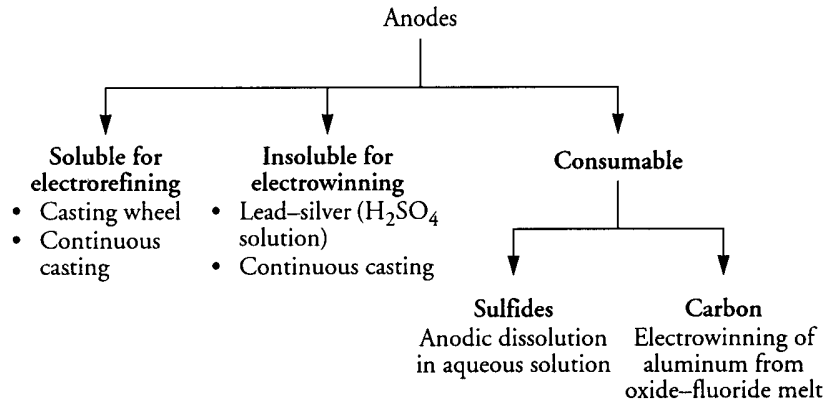 Anodes
Soluble for
electrorefining
• Casting wheel
• Continuous
casting
Insoluble for
electrowinning
• Lead–silver (H₂SO₄
solution)
• Continuous casting
Consumable
Sulfides
Anodic dissolution
in aqueous solution
Carbon
Electrowinning of
aluminum from
oxide–fluoride melt